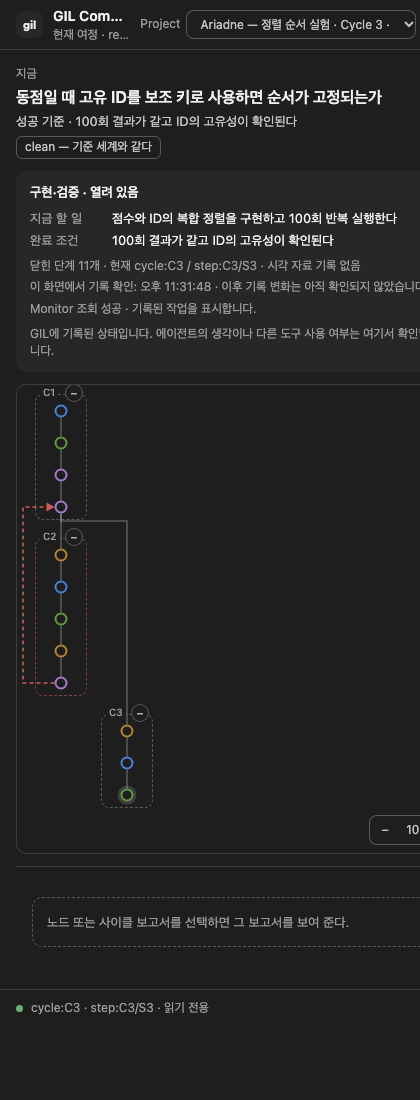 gil
GIL Com...
현재 여정 · re...
Project
Ariadne — 정렬 순서 실험 · Cycle 3 ·
지금
동점일 때 고유 ID를 보조 키로 사용하면 순서가 고정되는가
성공 기준 · 100회 결과가 같고 ID의 고유성이 확인된다
clean — 기준 세계와 같다
구현·검증 · 열려 있음
지금 할 일 점수와 ID의 복합 정렬을 구현하고 100회 반복 실행한다
완료 조건 100회 결과가 같고 ID의 고유성이 확인된다
닫힌 단계 11개 · 현재 cycle:C3 / step:C3/S3 · 시각 자료 기록 없음
이 화면에서 기록 확인: 오후 11:31:48 · 이후 기록 변화는 아직 확인되지 않았습니
Monitor 조회 성공 · 기록된 작업을 표시합니다.
GIL에 기록된 상태입니다. 에이전트의 생각이나 다른 도구 사용 여부는 여기서 확인
니다.
C1 −
C2 −
C3 −
− 10
노드 또는 사이클 보고서를 선택하면 그 보고서를 보여 준다.
cycle:C3 · step:C3/S3 · 읽기 전용